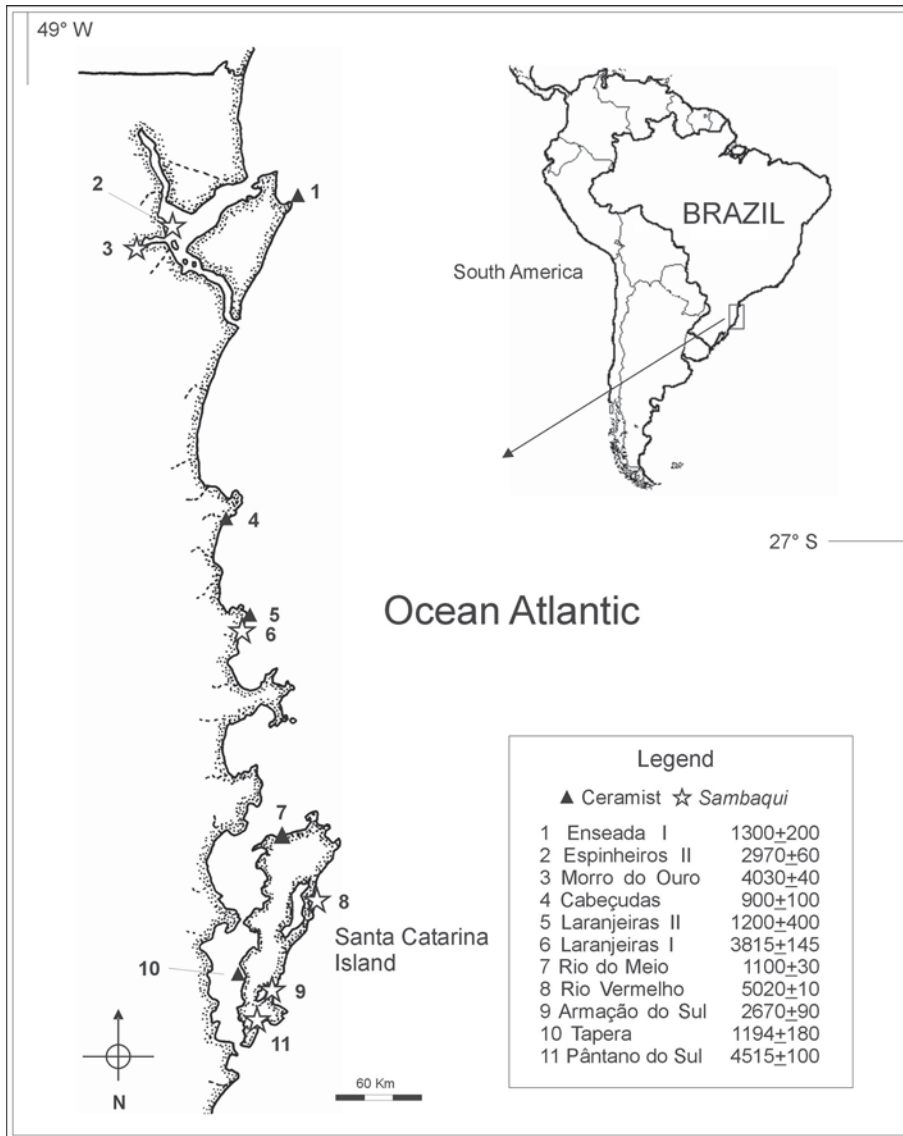 49° W
1
2
3
BRAZIL
South America
27° S
4
5
6
Ocean Atlantic
Legend
▲ Ceramist ☆ Sambaqui
1 Enseada I 1300±200
2 Espinheiros II 2970±60
3 Morro do Ouro 4030±40
4 Cabeçudas 900±100
5 Laranjeiras II 1200±400
6 Laranjeiras I 3815±145
7 Rio do Meio 1100±30
8 Rio Vermelho 5020±10
9 Armação do Sul 2670±90
10 Tapera 1194±180
11 Pântano do Sul 4515±100
7
8
Santa Catarina
Island
10
9
11
60 Km
N